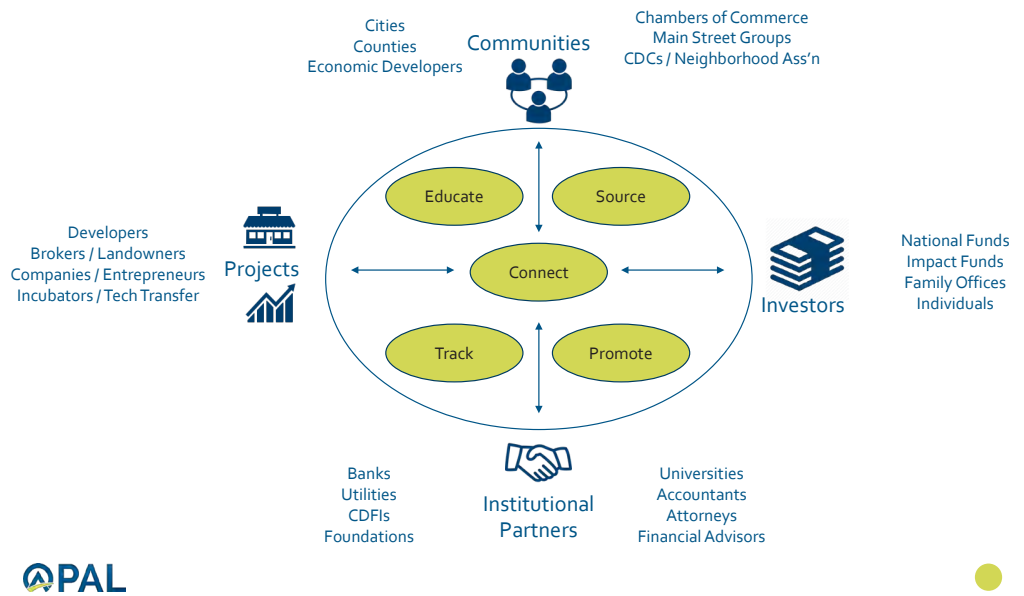 Cities
Counties
Economic Developers
Communities
Chambers of Commerce
Main Street Groups
CDCs / Neighborhood Ass'n
Educate
Source
Developers
Brokers / Landowners
Companies / Entrepreneurs
Incubators / Tech Transfer
Projects
Connect
Investors
National Funds
Impact Funds
Family Offices
Individuals
Track
Promote
Banks
Utilities
CDFIs
Foundations
Institutional
Partners
Universities
Accountants
Attorneys
Financial Advisors
OPAL